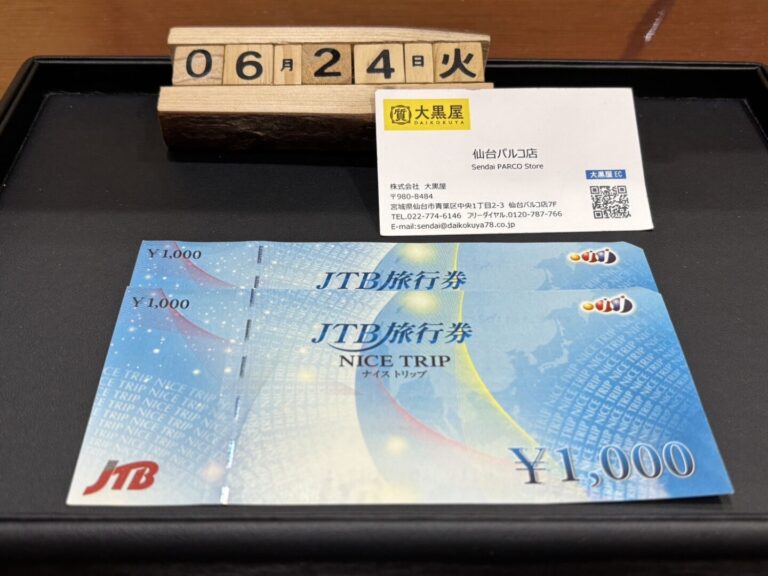 06月24日火
質 大黒屋
DAIKOKUYA
仙台パルコ店
Sendai PARCO Store
大黒屋 EC
株式会社 大黒屋
〒980-8484
宮城県仙台市青葉区中央1丁目2-3 仙台パルコ店7F
TEL.022-774-6146 フリーダイヤル.0120-787-766
E-mail:sendai@daikokuya78.co.jp
¥1,000
JTB旅行券
¥1,000
JTB旅行券
NICE TRIP
ナイストリップ
JTB
¥1,000